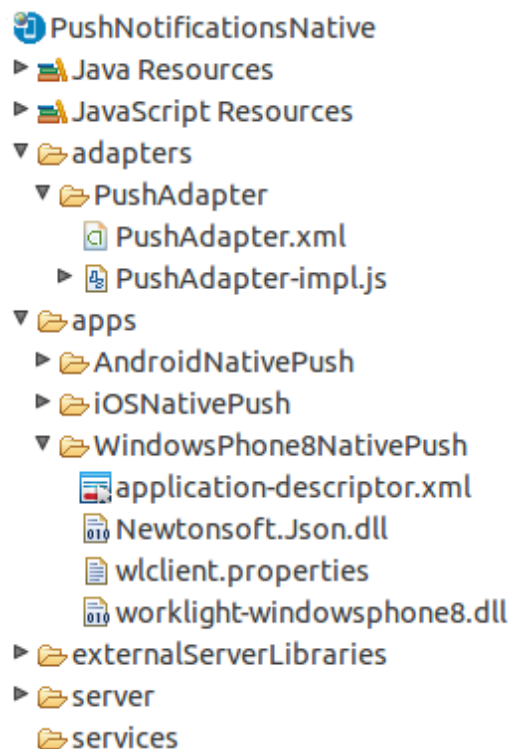 PushNotificationsNative
Java Resources
JavaScript Resources
adapters
PushAdapter
PushAdapter.xml
PushAdapter-impl.js
apps
AndroidNativePush
iOSNativePush
WindowsPhone8NativePush
application-descriptor.xml
Newtonsoft.Json.dll
wlclient.properties
worklight-windowsphone8.dll
externalServerLibraries
server
services